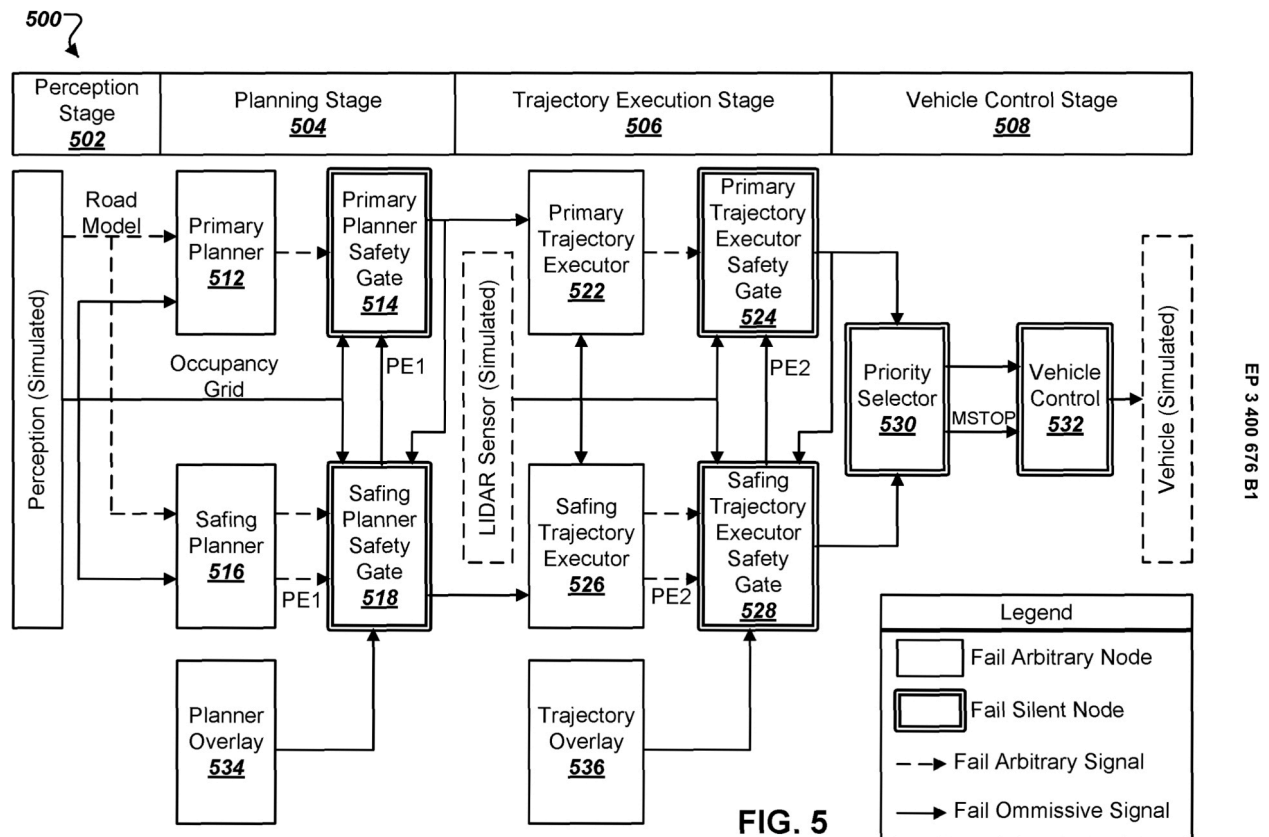 500
Perception
Stage
502
Planning Stage
504
Trajectory Execution Stage
506
Vehicle Control Stage
508
Perception (Simulated)
Road
Model
Primary
Planner
512
Primary
Planner
Safety
Gate
514
LIDAR Sensor (Simulated)
Primary
Trajectory
Executor
522
Primary
Trajectory
Executor
Safety
Gate
524
Occupancy
Grid
PE1
PE2
Priority
Selector
530
MSTOP
Vehicle
Control
532
Vehicle (Simulated)
Safing
Planner
516
PE1
Safing
Planner
Safety
Gate
518
Safing
Trajectory
Executor
526
PE2
Safing
Trajectory
Executor
Safety
Gate
528
Planner
Overlay
534
Trajectory
Overlay
536
Legend
Fail Arbitrary Node
Fail Silent Node
Fail Arbitrary Signal
Fail Ommissive Signal
FIG. 5
EP 3 400 676 B1